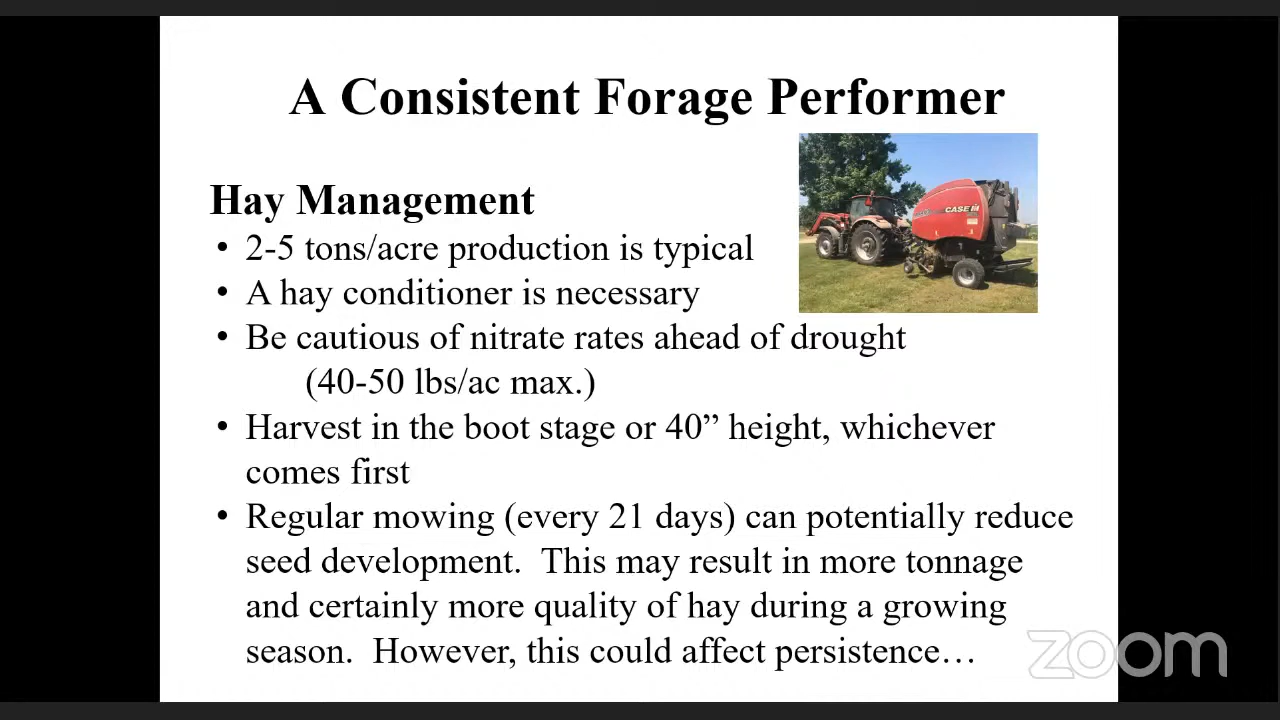 A Consistent Forage Performer
Hay Management
• 2-5 tons/acre production is typical
• A hay conditioner is necessary
• Be cautious of nitrate rates ahead of drought
(40-50 lbs/ac max.)
• Harvest in the boot stage or 40” height, whichever
comes first
• Regular mowing (every 21 days) can potentially reduce
seed development.  This may result in more tonnage
and certainly more quality of hay during a growing
season.  However, this could affect persistence…
CASE IH
zoom